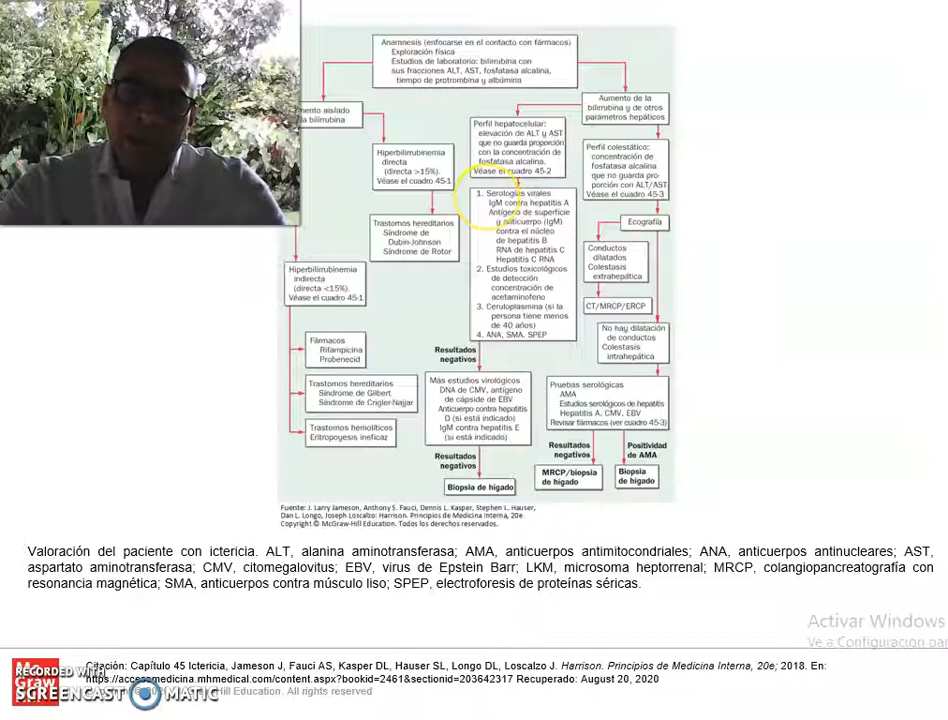 Anamnesis (enfocarse en el contacto con fármacos)
Exploración física
Estudios de laboratorio: bilirubina con
sus fracciones ALT, AST, fosfatasa alcalina,
tiempo de protrombina y albúmina
aislado
la bilirrubina
Hiperbilirrubinemia
directa
(directa >15%).
Véase el cuadro 45-1
Trastornos hereditarios
Síndrome de
Dubin-Johnson
Síndrome de Rotor
Hiperbilirrubinemia
indirecta
(directa <15%).
Véase el cuadro 45-1
Fármacos
Rifampicina
Probenecid
Trastornos hereditarios
Síndrome de Gilbert
Síndrome de Crigler-Najjar
Trastornos hemolíticos
Eritropoyesis ineficaz
Perfil hepatocelular:
elevación de ALT y AST
que no guarda proporción
con la concentración de
fosfatasa alcalina.
Véase el cuadro 45-2
1. Serologías virales
IgM contra hepatitis A
Antígeno de superficie
y anticuerpo (IgM)
contra el núcleo
de hepatitis B
RNA de hepatitis C
Hepatitis C RNA
2. Estudios toxicológicos
de detección
concentración de
acetaminofeno
3. Ceruloplasmina (si la
persona tiene menos
de 40 años)
4. ANA, SMA, SPEP
Resultados
negativos
Más estudios virológicos
DNA de CMV, antígeno
de cápside de EBV
Anticuerpo contra hepatitis
D (si está indicado)
IgM contra hepatitis E
(si está indicado)
Resultados
negativos
Biopsia de hígado
Aumento de la
bilirrubina y de otros
parámetros hepáticos
Perfil colestático:
concentración de
fosfatasa alcalina
que no guarda pro-
porción con ALT/AST
Véase el cuadro 45-3
Ecografía
Conductos
dilatados
Colestasis
extrahepática
CT/MRCP/ERCP
No hay dilatación
de conductos
Colestasis
intrahepática
Pruebas serológicas
AMA
Estudios serológicos de hepatitis
Hepatitis A, CMV, EBV
Revisar fármacos (ver cuadro 45-3)
Resultados
negativos
MRCP/biopsia
de hígado
Positividad
de AMA
Biopsia
de hígado
Fuente: J. Larry Jameson, Anthony S. Fauci, Dennis L. Kasper, Stephen L. Hauser,
Dan L. Longo, Joseph Loscalzo: Harrison. Principios de Medicina Interna, 20e
Copyright © McGraw-Hill Education. Todos los derechos reservados.
Valoración del paciente con ictericia. ALT, alanina aminotransferasa; AMA, anticuerpos antimitocondriales; ANA, anticuerpos antinucleares; AST,
aspartato aminotransferasa; CMV, citomegalovitus; EBV, virus de Epstein Barr; LKM, microsoma heptorrenal; MRCP, colangiopancreatografía con
resonancia magnética; SMA, anticuerpos contra músculo liso; SPEP, electroforesis de proteínas séricas.
Activar Windows
Ve a Configuración par
Citación: Capítulo 45 Ictericia, Jameson J, Fauci AS, Kasper DL, Hauser SL, Longo DL, Loscalzo J. Harrison. Principios de Medicina Interna, 20e; 2018. En:
https://accesmedicina.mhmedical.com/content.aspx?bookid=2461&sectionid=203642317 Recuperado: August 20, 2020
Hill Education. All rights reserved
RECORDED WITH
SCREENCAST MATIC
Graw